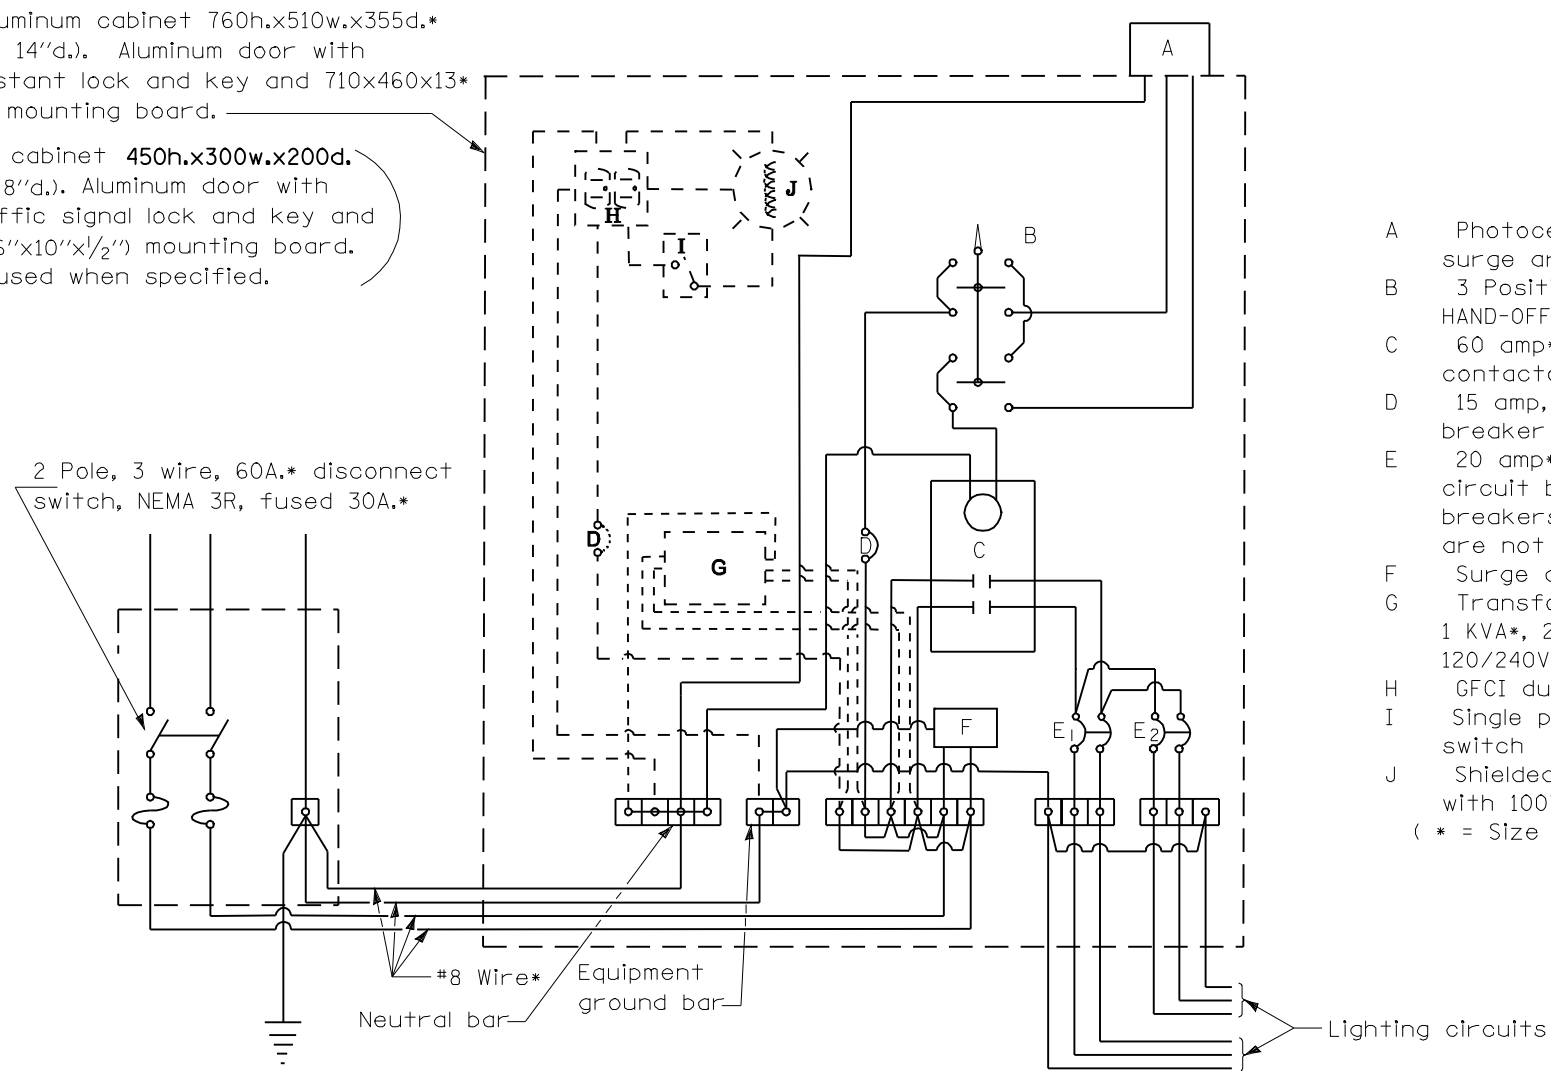 uminum cabinet 760h.x510w.x355d.*
14"d.). Aluminum door with
stant lock and key and 710x460x13*
mounting board.
cabinet 450h.x300w.x200d.
8"d.). Aluminum door with
ffic signal lock and key and
6"x10"x1/2") mounting board.
used when specified.
A
J
H
I
B
2 Pole, 3 wire, 60A.* disconnect
switch, NEMA 3R, fused 30A.*
D
G
D
C
F
E1
E2
#8 Wire*
Equipment
ground bar
Neutral bar
Lighting circuits
A Photoce
surge ar
B 3 Positi
HAND-OFF
C 60 amp*
contacto
D 15 amp,
breaker
E 20 amp*
circuit b
breakers
are not
F Surge a
G Transfo
1 KVA*, 2
120/240V
H GFCI du
I Single p
switch
J Shielded
with 100
( * = Size